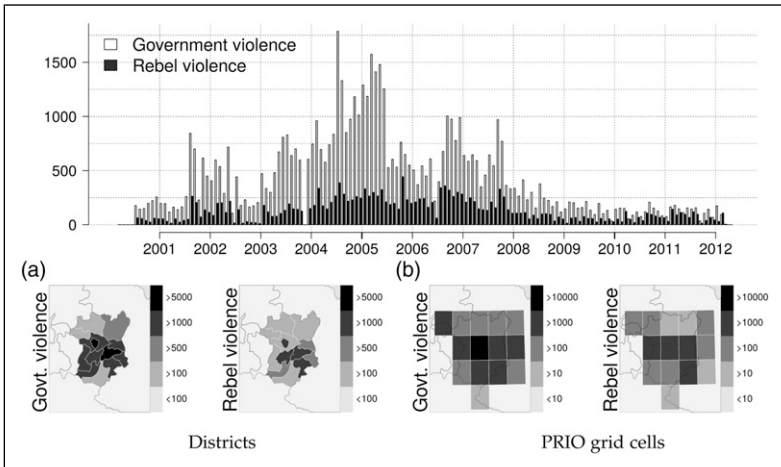 1500
1000
500
0
Government violence
Rebel violence
2001 2002 2003 2004 2005 2006 2007 2008 2009 2010 2011 2012
(a)
Govt. violence
>5000
>1000
>500
>100
<100
Rebel violence
>5000
>1000
>500
>100
<100
Districts
(b)
Govt. violence
>10000
>1000
>100
>10
<10
Rebel violence
>10000
>1000
>100
>10
<10
PRIO grid cells